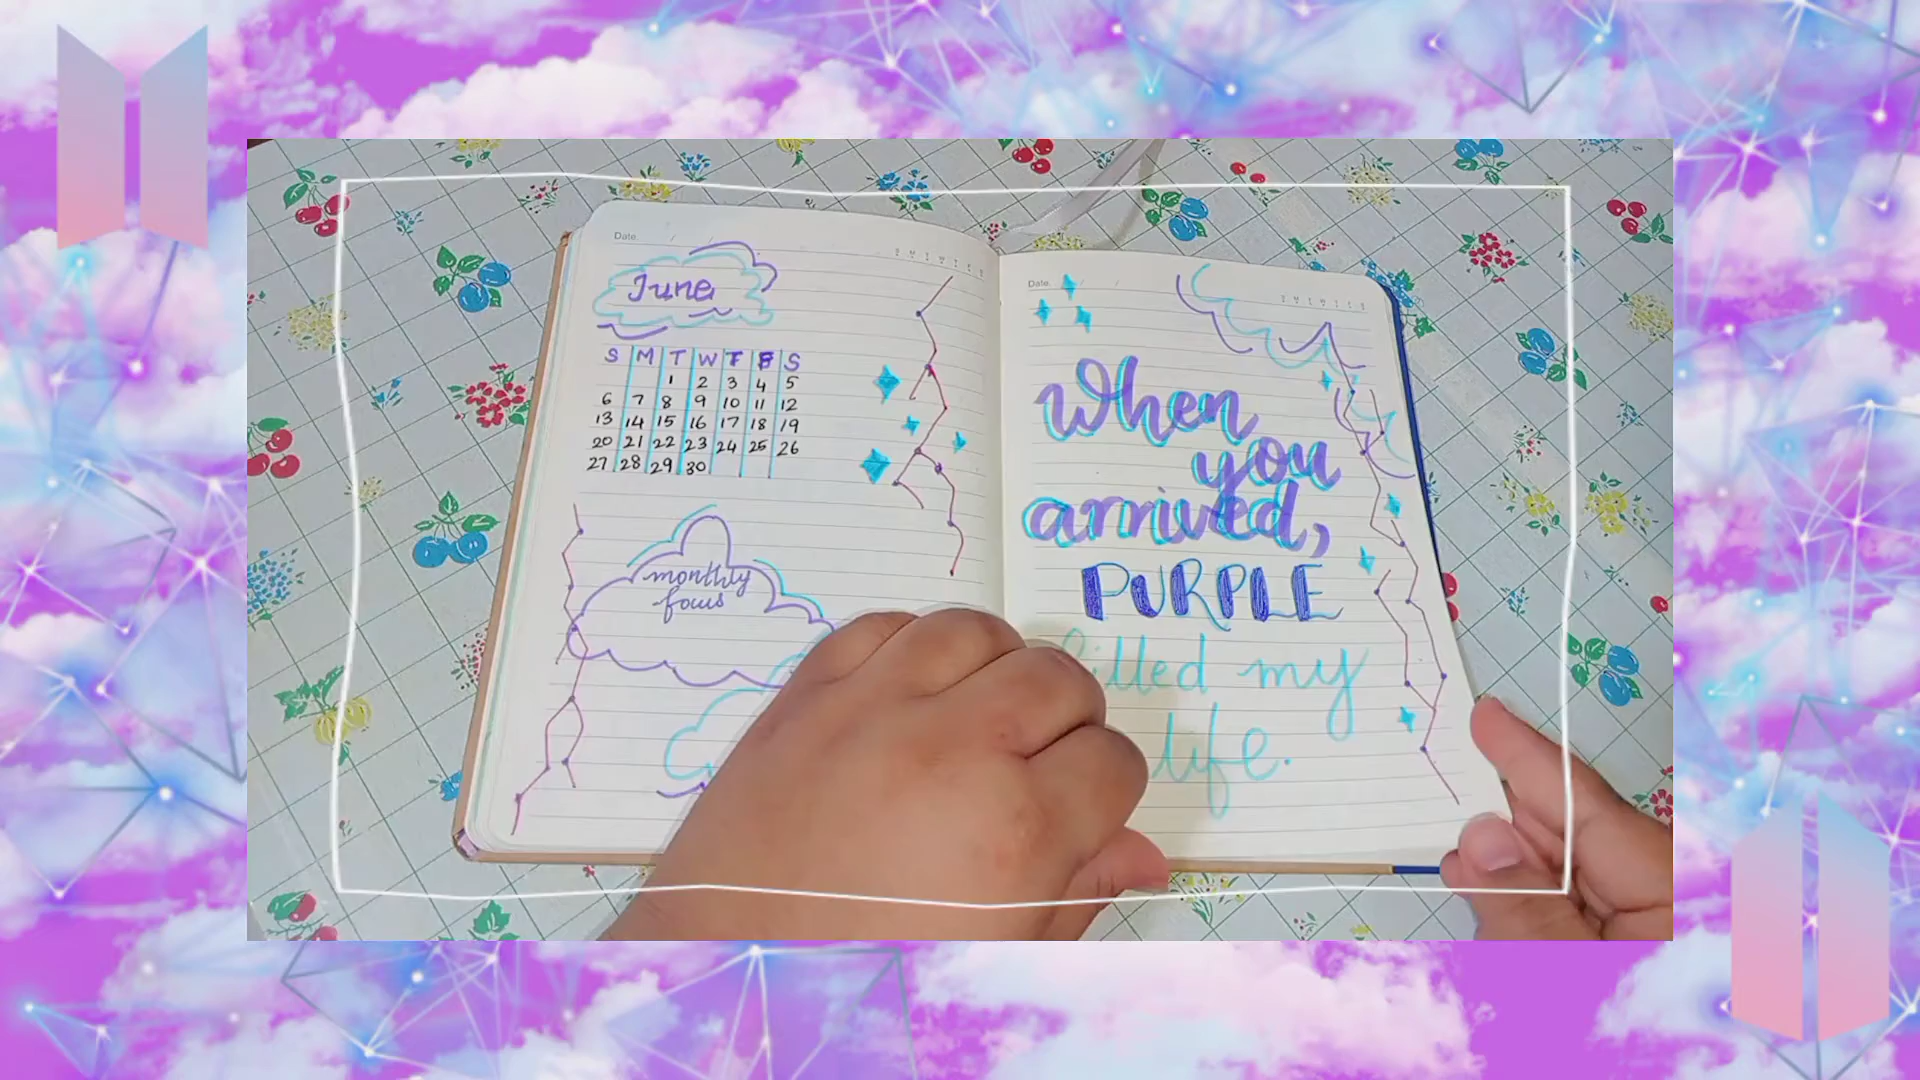 Date.
June
S M T W T F S
1 2 3 4 5
6 7 8 9 10 11 12
13 14 15 16 17 18 19
20 21 22 23 24 25 26
27 28 29 30
monthly
focus
Date.
When
you
arrived,
PURPLE
filled my
life.